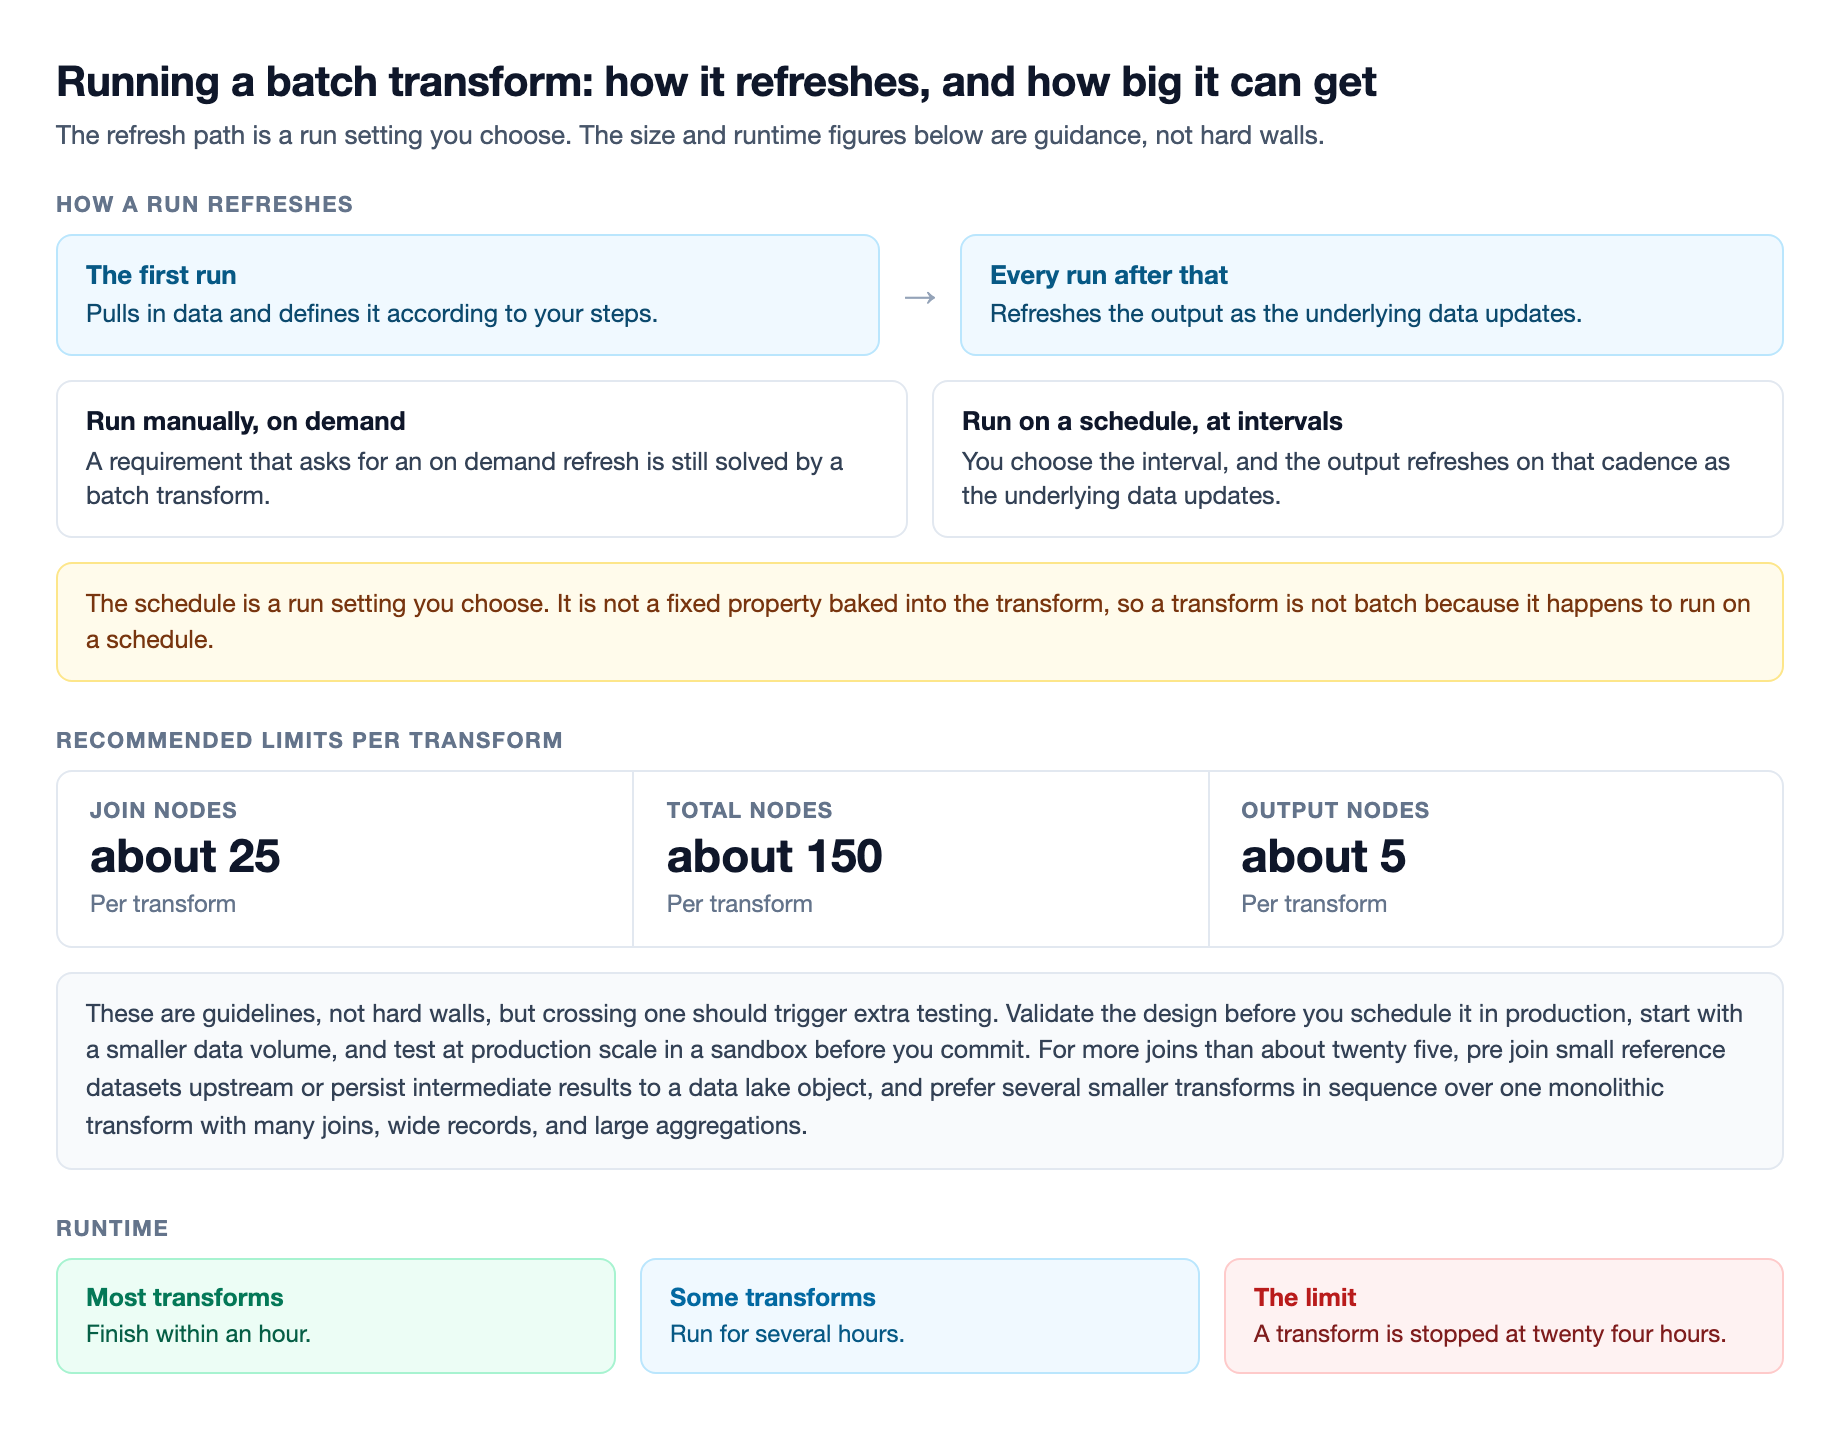 Running a batch transform: how it refreshes, and how big it can get
The refresh path is a run setting you choose. The size and runtime figures below are guidance, not hard walls.
HOW A RUN REFRESHES
The first run
Pulls in data and defines it according to your steps.
→
Every run after that
Refreshes the output as the underlying data updates.
Run manually, on demand
A requirement that asks for an on demand refresh is still solved by a
batch transform.
Run on a schedule, at intervals
You choose the interval, and the output refreshes on that cadence as
the underlying data updates.
The schedule is a run setting you choose. It is not a fixed property baked into the transform, so a transform is not batch because it happens to run on
a schedule.
RECOMMENDED LIMITS PER TRANSFORM
JOIN NODES
about 25
Per transform
TOTAL NODES
about 150
Per transform
OUTPUT NODES
about 5
Per transform
These are guidelines, not hard walls, but crossing one should trigger extra testing. Validate the design before you schedule it in production, start with
a smaller data volume, and test at production scale in a sandbox before you commit. For more joins than about twenty five, pre join small reference
datasets upstream or persist intermediate results to a data lake object, and prefer several smaller transforms in sequence over one monolithic
transform with many joins, wide records, and large aggregations.
RUNTIME
Most transforms
Finish within an hour.
Some transforms
Run for several hours.
The limit
A transform is stopped at twenty four hours.